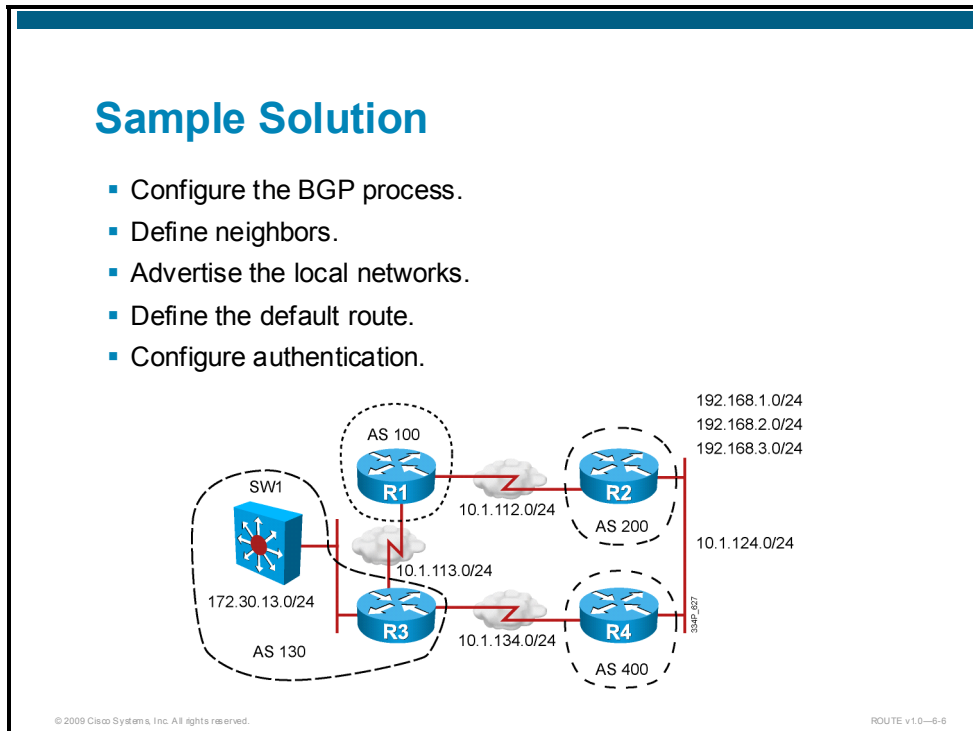 Sample Solution
▪ Configure the BGP process.
▪ Define neighbors.
▪ Advertise the local networks.
▪ Define the default route.
▪ Configure authentication.
192.168.1.0/24
192.168.2.0/24
192.168.3.0/24
AS 100
SW1
R1
R2
10.1.112.0/24
AS 200
10.1.124.0/24
10.1.113.0/24
172.30.13.0/24
R3
R4
334P_627
10.1.134.0/24
AS 130
AS 400
© 2009 Cisco Systems, Inc. All rights reserved.
ROUTE v1.0—6-6